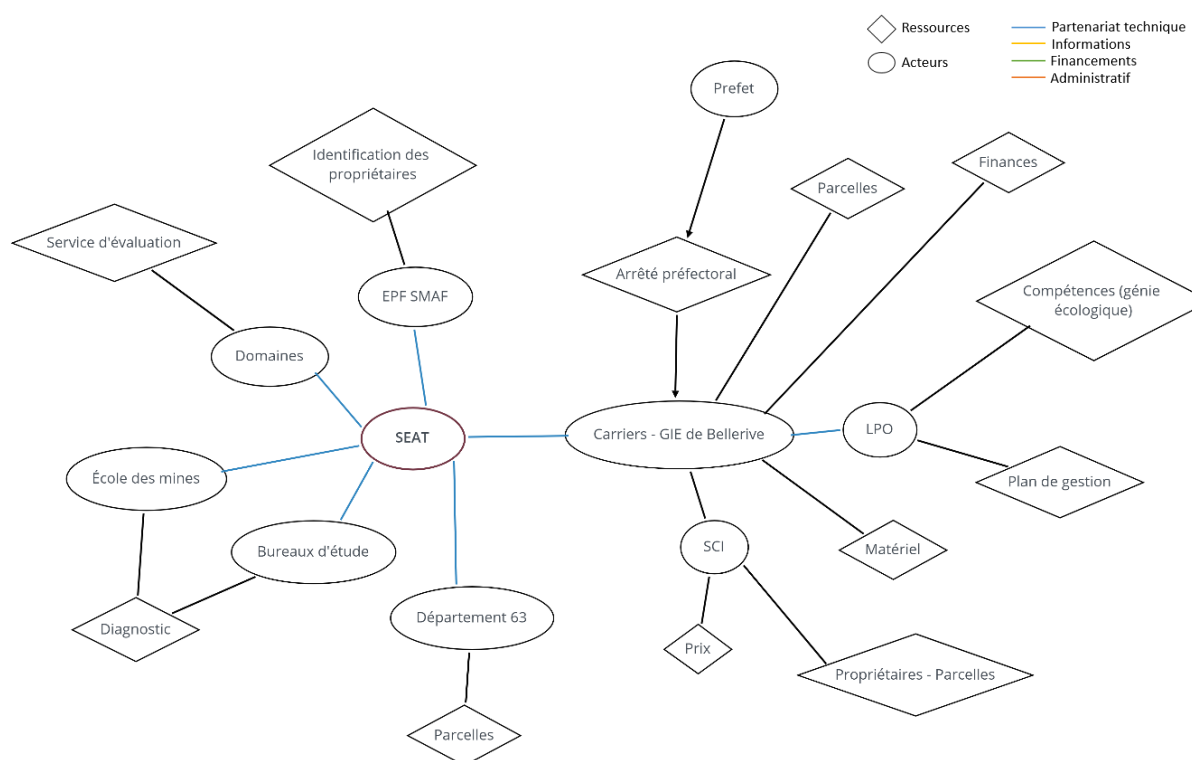 Ressources
Acteurs
Partenariat technique
Informations
Financements
Administratif
Prefet
Identification des
propriétaires
Finances
Parcelles
Service d'évaluation
Arrêté préfectoral
EPF SMAF
Compétences (génie
écologique)
Domaines
SEAT
Carriers - GIE de Bellerive
LPO
École des mines
Plan de gestion
Bureaux d'étude
SCI
Matériel
Département 63
Diagnostic
Prix
Propriétaires - Parcelles
Parcelles